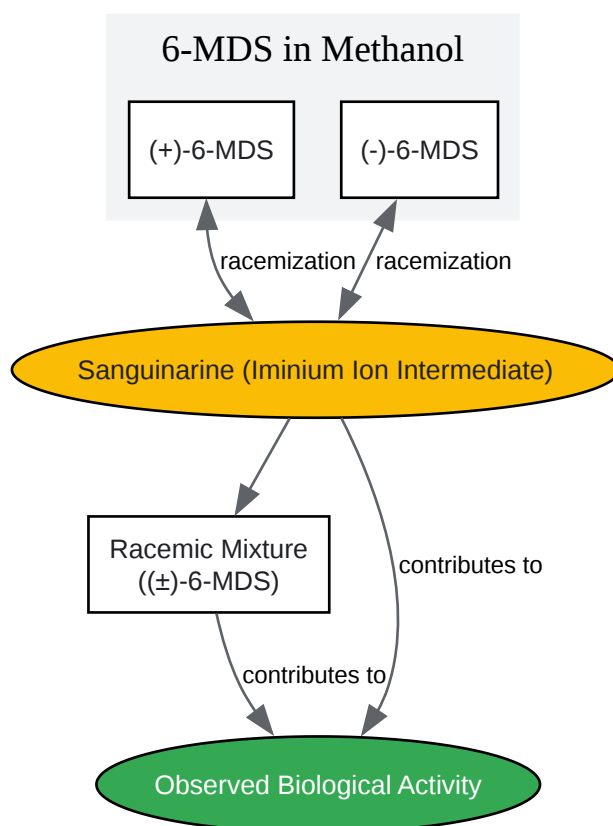 6-MDS in Methanol
(+)-6-MDS
(-)-6-MDS
racemization
racemization
Sanguinarine (Iminium Ion Intermediate)
Racemic Mixture
((±)-6-MDS)
contributes to
contributes to
Observed Biological Activity